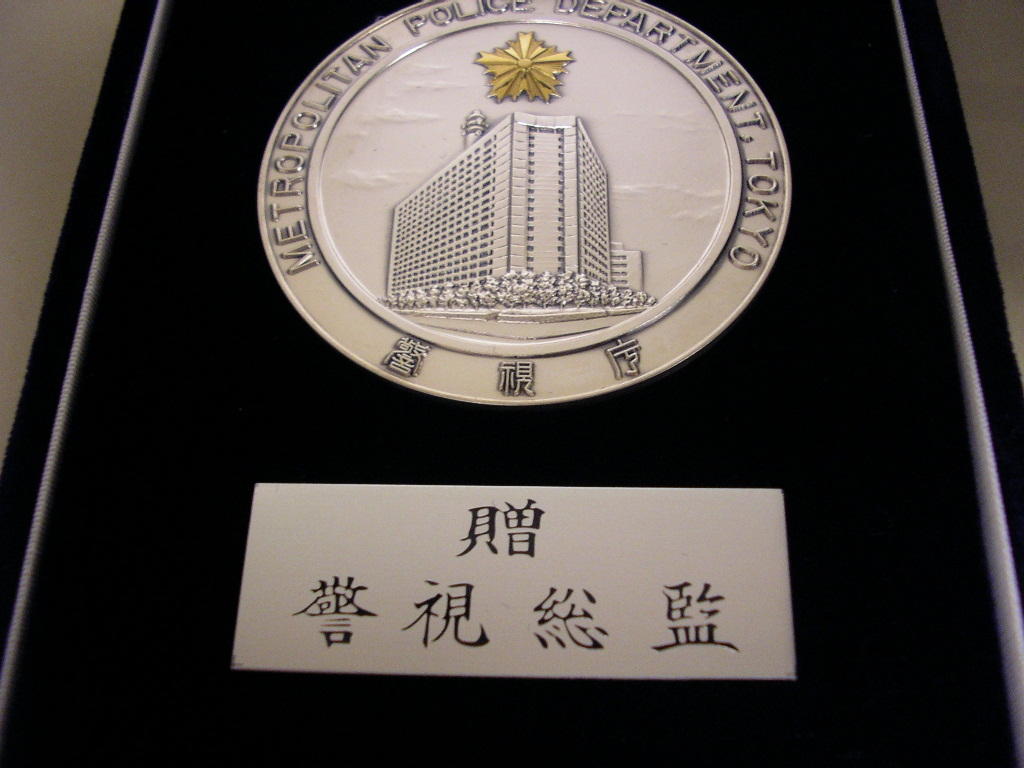 METROPOLITAN POLICE DEPARTMENT, TOKYO
警視庁
贈
警視総監